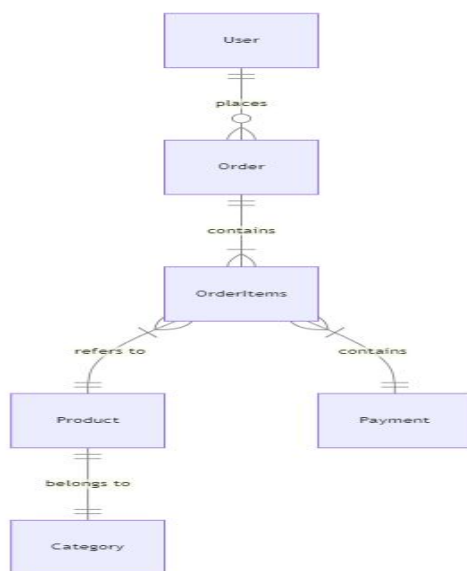 User
places
Order
contains
OrderItems
refers to
contains
Product
Payment
belongs to
Category